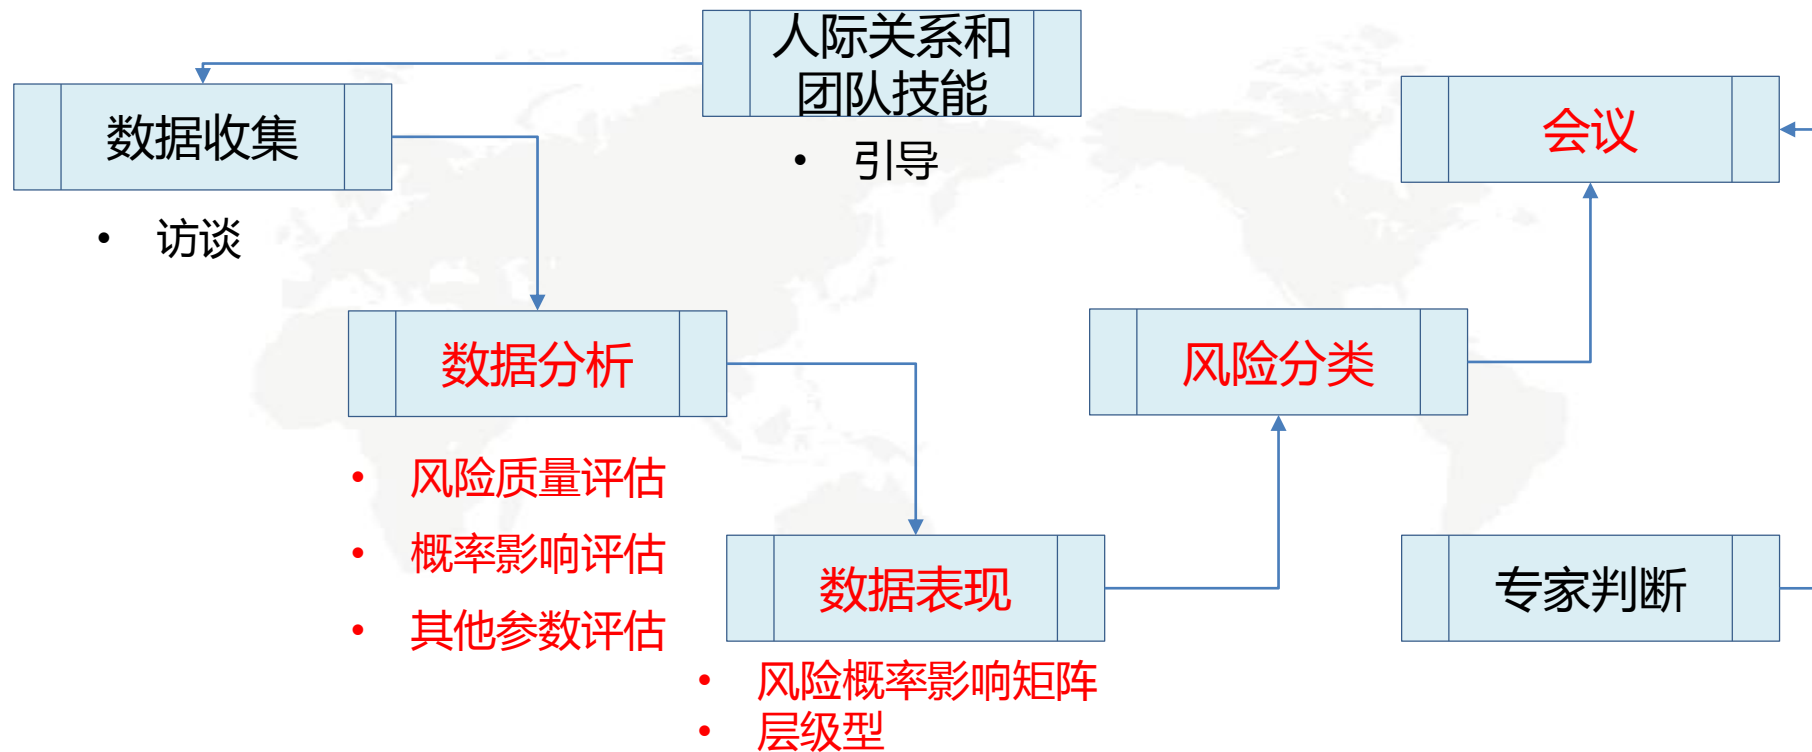 人际关系和
团队技能
• 引导
数据收集
• 访谈
会议
数据分析
• 风险质量评估
• 概率影响评估
• 其他参数评估
风险分类
数据表现
• 风险概率影响矩阵
• 层级型
专家判断